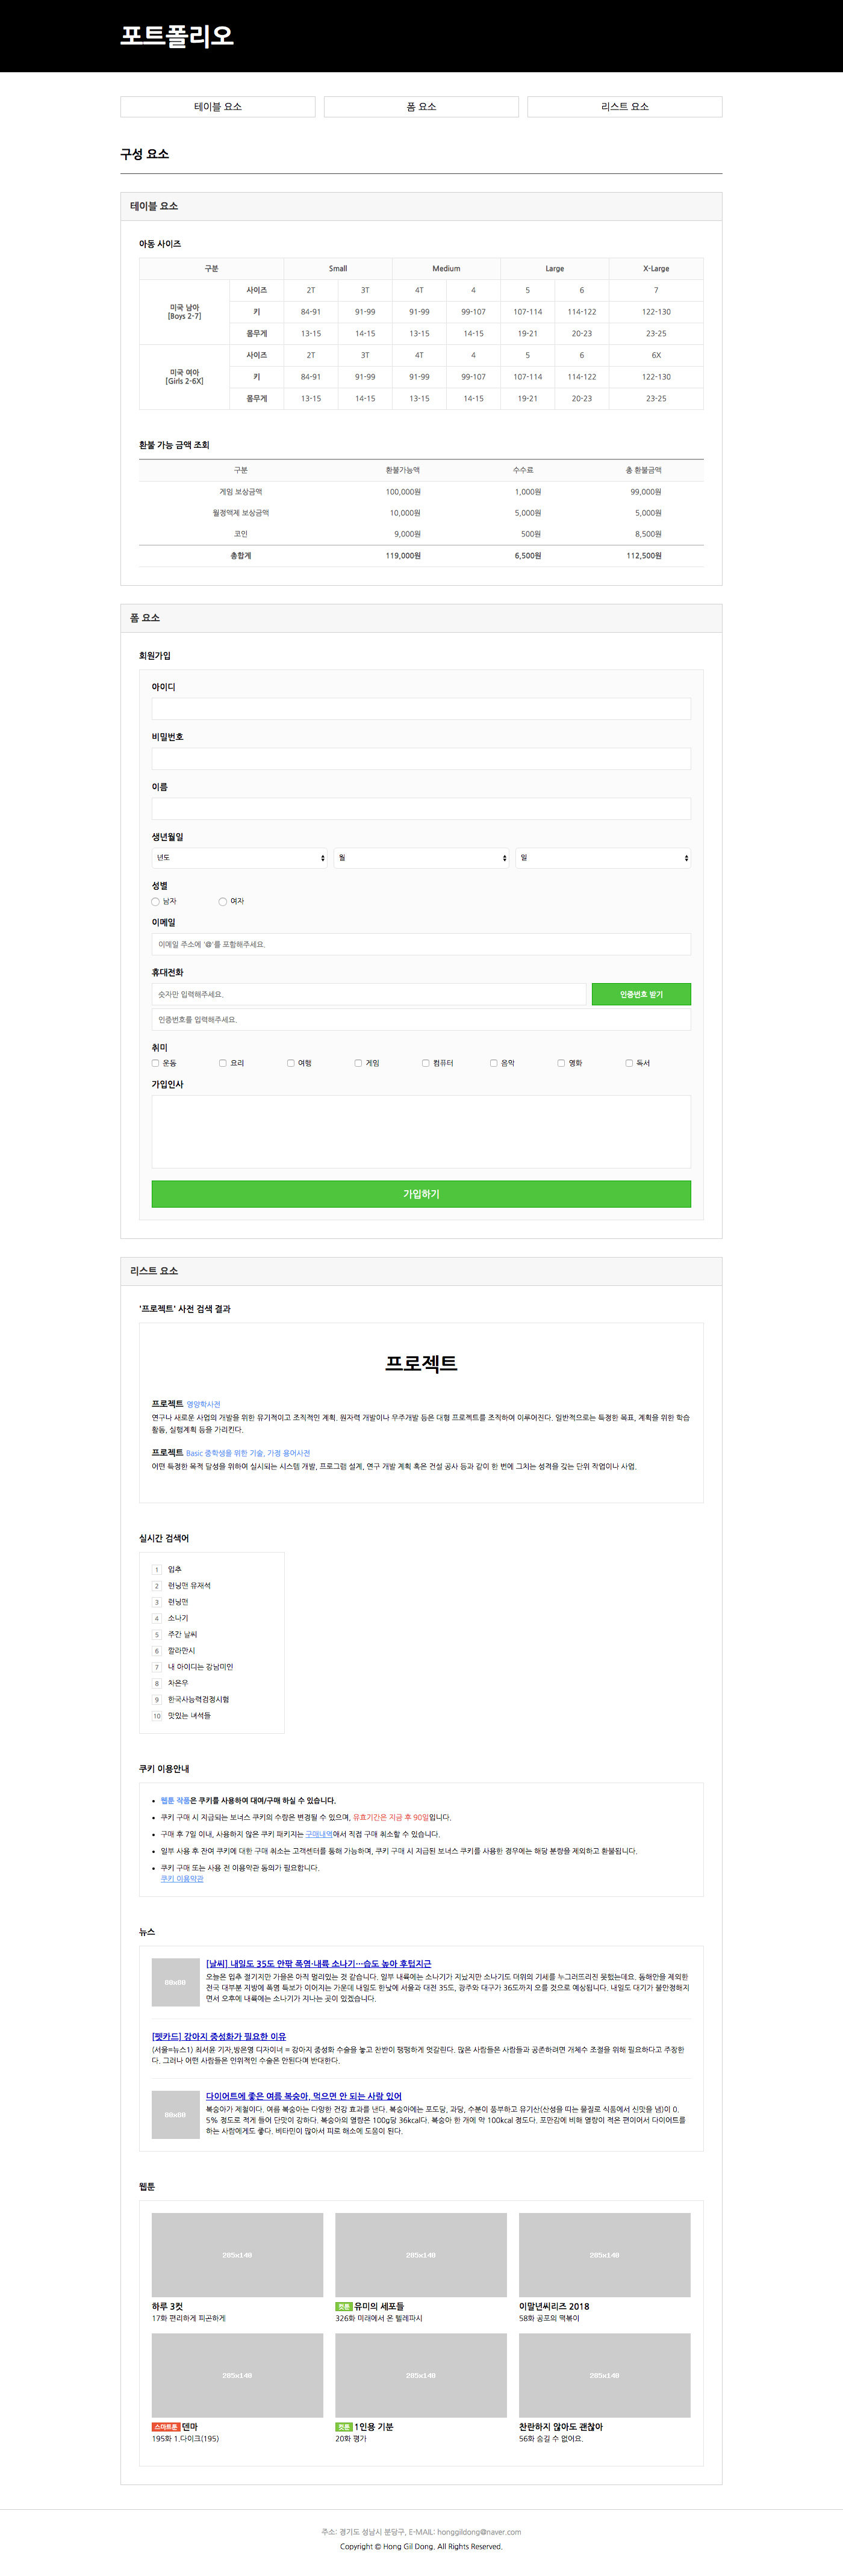 포트폴리오
테이블 요소 폼 요소 리스트 요소
구성 요소
테이블 요소
아동 사이즈
구분 Small Medium Large X-Large
미국 남아
[Boys 2-7]
사이즈 2T 3T 4T 4 5 6 7
키 84-91 91-99 91-99 99-107 107-114 114-122 122-130
몸무게 13-15 14-15 13-15 14-15 19-21 20-23 23-25
미국 여아
[Girls 2-6X]
사이즈 2T 3T 4T 4 5 6 6X
키 84-91 91-99 91-99 99-107 107-114 114-122 122-130
몸무게 13-15 14-15 13-15 14-15 19-21 20-23 23-25
환불 가능 금액 조회
구분 환불가능액 수수료 총 환불금액
게임 보상금액 100,000원 1,000원 99,000원
월정액제 보상금액 10,000원 5,000원 5,000원
코인 9,000원 500원 8,500원
총합계 119,000원 6,500원 112,500원
폼 요소
회원가입
아이디
비밀번호
이름
생년월일
년도 월 일
성별
남자 여자
이메일
이메일 주소에 '@'를 포함해주세요.
휴대전화
숫자만 입력해주세요. 인증번호 받기
인증번호를 입력해주세요.
취미
운동 요리 여행 게임 컴퓨터 음악 영화 독서
가입인사
가입하기
리스트 요소
'프로젝트' 사전 검색 결과
프로젝트
프로젝트 영양학사전
연구나 새로운 사업의 개발을 위한 유기적이고 조직적인 계획. 원자력 개발이나 우주개발 등은 대형 프로젝트를 조직하여 이루어진다. 일반적으로는 특정한 목표, 계획을 위한 학습
활동, 실행계획 등을 가리킨다.
프로젝트 Basic 중학생을 위한 기술, 가정 용어사전
어떤 특정한 목적 달성을 위하여 실시되는 시스템 개발, 프로그램 설계, 연구 개발 계획 혹은 건설 공사 등과 같이 한 번에 그치는 성격을 갖는 단위 작업이나 사업.
실시간 검색어
1 입추
2 런닝맨 유재석
3 런닝맨
4 소나기
5 주간 날씨
6 깔라만시
7 내 아이디는 강남미인
8 차은우
9 한국사능력검정시험
10 맛있는 녀석들
쿠키 이용안내
웹툰 작품은 쿠키를 사용하여 대여/구매 하실 수 있습니다.
쿠키 구매 시 지급되는 보너스 쿠키의 수량은 변경될 수 있으며, 유효기간은 지급 후 90일입니다.
구매 후 7일 이내, 사용하지 않은 쿠키 패키지는 구매내역에서 직접 구매 취소할 수 있습니다.
일부 사용 후 잔여 쿠키에 대한 구매 취소는 고객센터를 통해 가능하며, 쿠키 구매 시 지급된 보너스 쿠키를 사용한 경우에는 해당 분량을 제외하고 환불됩니다.
쿠키 구매 또는 사용 전 이용약관 동의가 필요합니다.
쿠키 이용약관
뉴스
80x80
[날씨] 내일도 35도 안팎 폭염·내륙 소나기…습도 높아 후텁지근
오늘은 입추 절기지만 가을은 아직 멀리있는 것 같습니다. 일부 내륙에는 소나기가 지났지만 소나기도 더위의 기세를 누그러뜨리진 못했는데요. 동해안을 제외한
전국 대부분 지방에 폭염 특보가 이어지는 가운데 내일도 한낮에 서울과 대전 35도, 광주와 대구가 36도까지 오를 것으로 예상됩니다. 내일도 대기가 불안정해지
면서 오후에 내륙에는 소나기가 지나는 곳이 있겠습니다.
[펫카드] 강아지 중성화가 필요한 이유
(서울=뉴스1) 최서윤 기자,방은영 디자이너 = 강아지 중성화 수술을 놓고 찬반이 팽팽하게 엇갈린다. 많은 사람들은 사람들과 공존하려면 개체수 조절을 위해 필요하다고 주장한
다. 그러나 어떤 사람들은 인위적인 수술은 안된다며 반대한다.
80x80
다이어트에 좋은 여름 복숭아, 먹으면 안 되는 사람 있어
복숭아가 제철이다. 여름 복숭아는 다양한 건강 효과를 낸다. 복숭아에는 포도당, 과당, 수분이 풍부하고 유기산(산성을 띠는 물질로 식품에서 신맛을 냄)이 0.
5% 정도로 적게 들어 단맛이 강하다. 복숭아의 열량은 100g당 36kcal다. 복숭아 한 개에 약 100kcal 정도다. 포만감에 비해 열량이 적은 편이어서 다이어트를
하는 사람에게도 좋다. 비타민이 많아서 피로 해소에 도움이 된다.
웹툰
285x140 285x140 285x140
하루 3컷 컷툰 유미의 세포들 이말년씨리즈 2018
17화 편리하게 피곤하게 326화 미래에서 온 텔레파시 58화 공포의 떡볶이
285x140 285x140 285x140
스마트툰 덴마 컷툰 1인용 기분 찬란하지 않아도 괜찮아
195화 1.다이크(195) 20화 평가 56화 숨길 수 없어요.
주소: 경기도 성남시 분당구, E-MAIL: honggildong@naver.com
Copyright © Hong Gil Dong. All Rights Reserved.